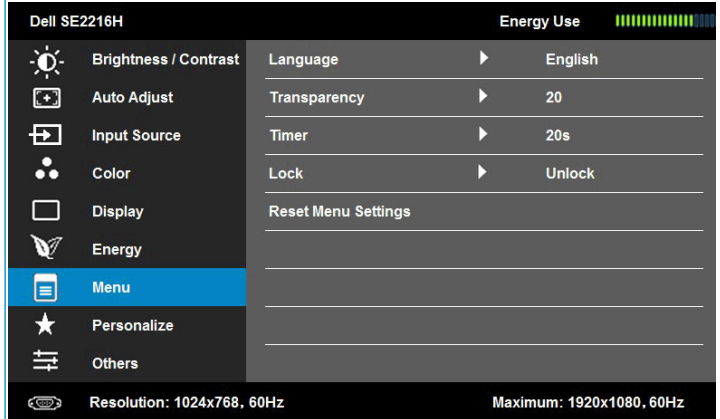 Dell SE2216H Energy Use
Brightness / Contrast Language English
Auto Adjust Transparency 20
Input Source Timer 20s
Color Lock Unlock
Display Reset Menu Settings
Energy
Menu
Personalize
Others
Resolution: 1024x768, 60Hz Maximum: 1920x1080, 60Hz